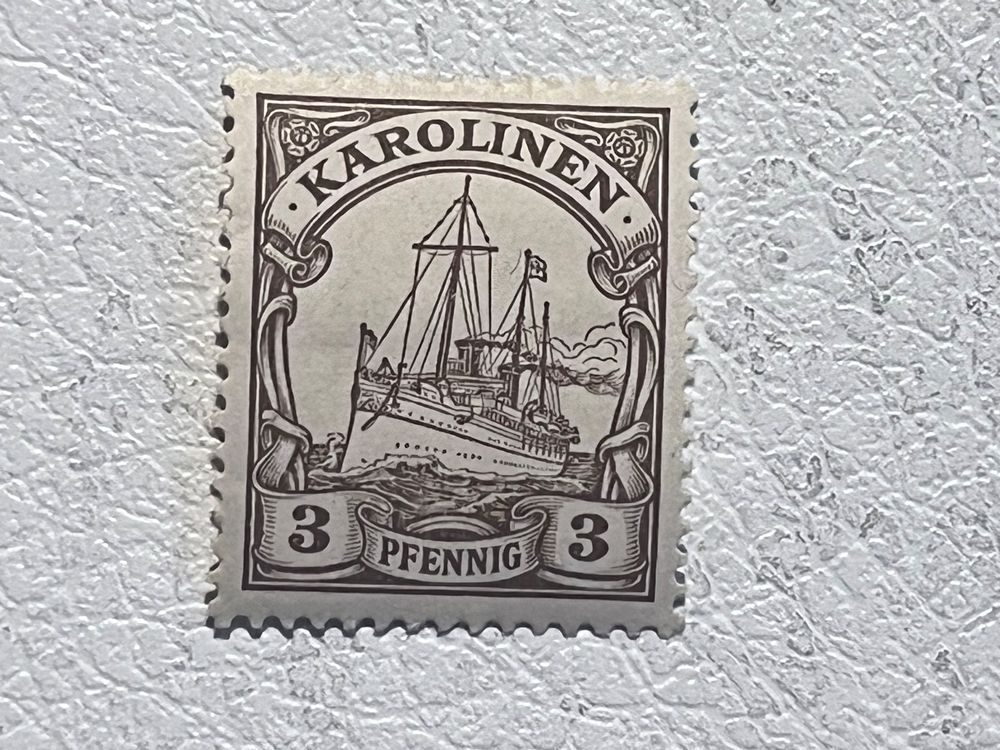 · KAROLINEN ·
3 PFENNIG 3